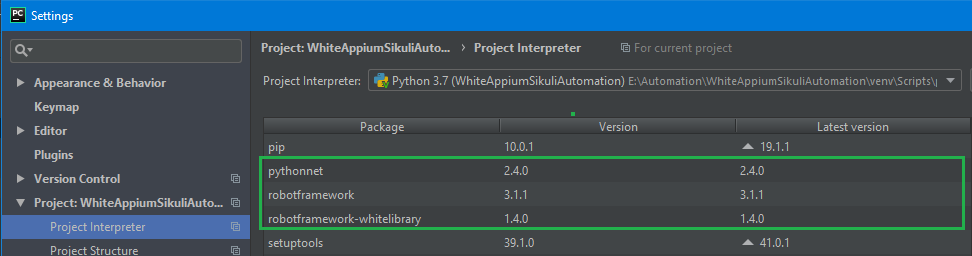 PC Settings
Project: WhiteAppiumSikuliAuto... › Project Interpreter For current project
Appearance & Behavior
Keymap
Editor
Plugins
Version Control
Project: WhiteAppiumSikuliAuto...
Project Interpreter
Project Structure
Project Interpreter: Python 3.7 (WhiteAppiumSikuliAutomation) E:\Automation\WhiteAppiumSikuliAutomation\venv\Scripts\
Package Version Latest version
pip 10.0.1 19.1.1
pythonnet 2.4.0 2.4.0
robotframework 3.1.1 3.1.1
robotframework-whitelibrary 1.4.0 1.4.0
setuptools 39.1.0 41.0.1